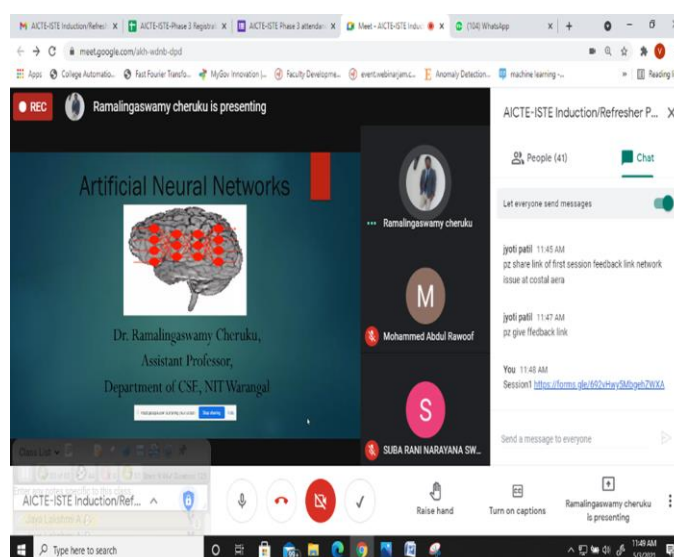 AICTE-ISTE Induction/Refresh
AICTE-ISTE-Phase 3 Registrat
AICTE-ISTE Phase 3 attendan
Meet - AICTE-ISTE Induc
(104) WhatsApp
meet.google.com/akh-wdnb-dpd
Apps
College Automatio...
Fast Fourier Transfo...
MyGov Innovation |...
Faculty Developme...
event.webinarjam.c...
Anomaly Detection...
machine learning -...
Reading li
REC
Ramalingaswamy cheruku is presenting
Artificial Neural Networks
Dr. Ramalingaswamy Cheruku,
Assistant Professor,
Department of CSE, NIT Warangal
Stop sharing
Hide
Ramalingaswamy cheruku
M
Mohammed Abdul Rawoof
S
SUBA RANI NARAYANA SW...
AICTE-ISTE Induction/Refresher P...
People (41)
Chat
Let everyone send messages
jyoti patil 11:45 AM
pz share link of first session feedback link network
issue at costal aera
jyoti patil 11:47 AM
pz give ffedback link
You 11:48 AM
Session1 https://forms.gle/692vHwy5MbgehZWXA
Send a message to everyone
Class List
AICTE-ISTE Induction/Ref...
Raise hand
Turn on captions
Ramalingaswamy cheruku
is presenting
Type here to search
11:49 AM